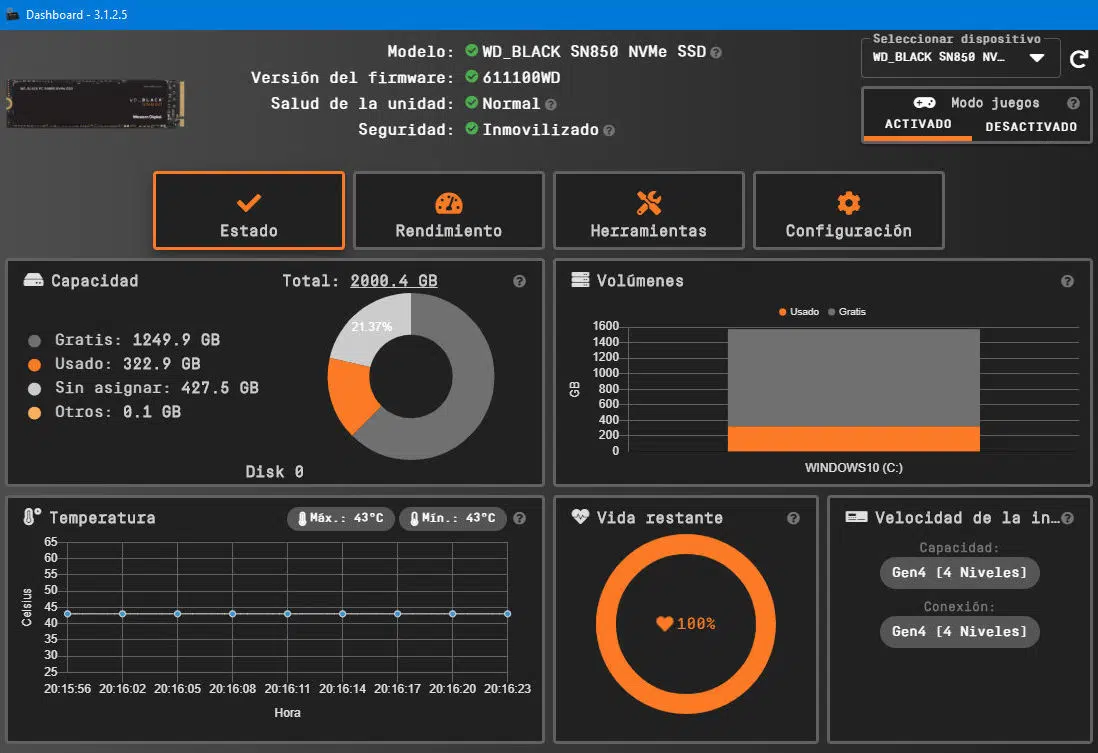 Dashboard - 3.1.2.5
Modelo: WD_BLACK SN850 NVMe SSD
Versión del firmware: 611100WD
Salud de la unidad: Normal
Seguridad: Inmovilizado
Seleccionar dispositivo
WD_BLACK SN850 NV…
Modo juegos
ACTIVADO DESACTIVADO
WD_BLACK
Western Digital
Estado
Rendimiento
Herramientas
Configuración
Capacidad
Total: 2000.4 GB
Gratis: 1249.9 GB
Usado: 322.9 GB
Sin asignar: 427.5 GB
Otros: 0.1 GB
21.37%
Disk 0
Volúmenes
Usado Gratis
GB
1600
1400
1200
1000
800
600
400
200
0
WINDOWS10 (C:)
Temperatura
Máx.: 43°C
Mín.: 43°C
Celsius
65
60
55
50
45
40
35
30
25
20:15:56 20:16:02 20:16:05 20:16:08 20:16:11 20:16:14 20:16:17 20:16:20 20:16:23
Hora
Vida restante
100%
Velocidad de la in…
Capacidad:
Gen4 [4 Niveles]
Conexión:
Gen4 [4 Niveles]